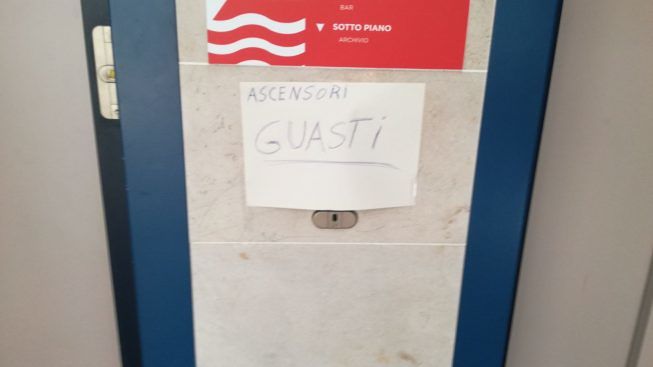 BAR
▼ SOTTO PIANO
ARCHIVIO
ASCENSORI
GUASTi